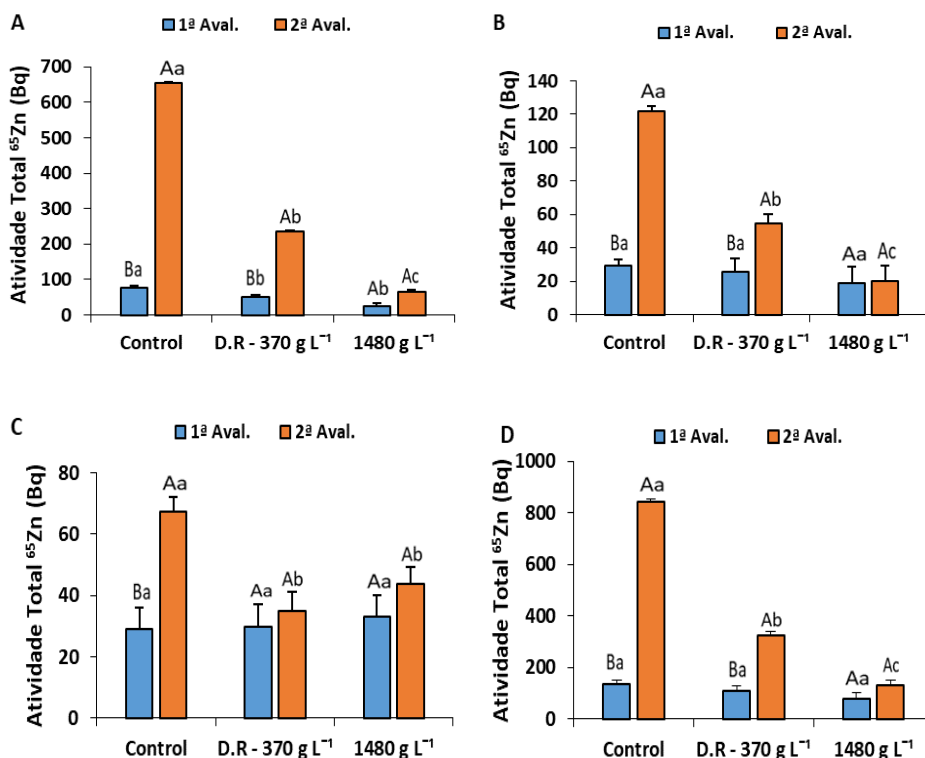 A
1ª Aval. 2ª Aval.
Atividade Total ⁶⁵Zn (Bq)
700
600
500
400
300
200
100
0
Ba Aa
Bb Ab
Ab Ac
Control D.R - 370 g L⁻¹ 1480 g L⁻¹
B
1ª Aval. 2ª Aval.
Atividade Total ⁶⁵Zn (Bq)
140
120
100
80
60
40
20
0
Ba Aa
Ba Ab
Aa Ac
Control D.R - 370 g L⁻¹ 1480 g L⁻¹
C
1ª Aval. 2ª Aval.
Atividade Total ⁶⁵Zn (Bq)
80
60
40
20
0
Ba Aa
Aa Ab
Aa Ab
Control D.R - 370 g L⁻¹ 1480 g L⁻¹
D
1ª Aval. 2ª Aval.
Atividade Total ⁶⁵Zn (Bq)
1000
800
600
400
200
0
Ba Aa
Ba Ab
Aa Ac
Control D.R - 370 g L⁻¹ 1480 g L⁻¹